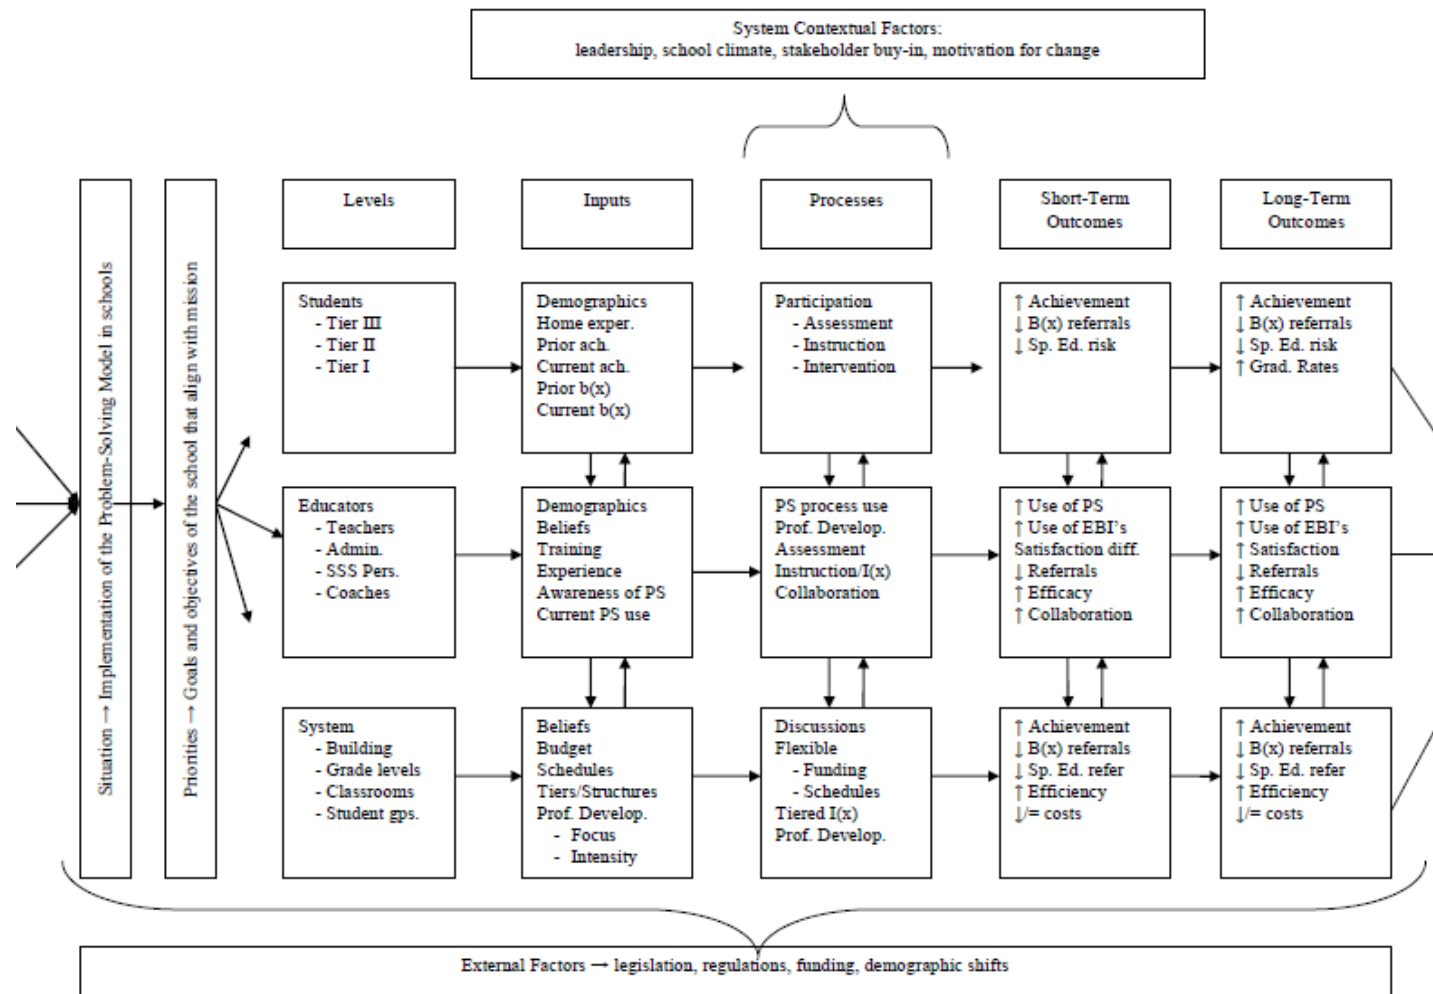 System Contextual Factors:
leadership, school climate, stakeholder buy-in, motivation for change
Situation → Implementation of the Problem-Solving Model in schools
Priorities → Goals and objectives of the school that align with mission
Levels
Inputs
Processes
Short-Term
Outcomes
Long-Term
Outcomes
Students
- Tier III
- Tier II
- Tier I
Demographics
Home exper.
Prior ach.
Current ach.
Prior b(x)
Current b(x)
Participation
- Assessment
- Instruction
- Intervention
↑ Achievement
↓ B(x) referrals
↓ Sp. Ed. risk
↑ Achievement
↓ B(x) referrals
↓ Sp. Ed. risk
↑ Grad. Rates
Educators
- Teachers
- Admin.
- SSS Pers.
- Coaches
Demographics
Beliefs
Training
Experience
Awareness of PS
Current PS use
PS process use
Prof. Develop.
Assessment
Instruction/I(x)
Collaboration
↑ Use of PS
↑ Use of EBI's
Satisfaction diff.
↓ Referrals
↑ Efficacy
↑ Collaboration
↑ Use of PS
↑ Use of EBI's
↑ Satisfaction
↓ Referrals
↑ Efficacy
↑ Collaboration
System
- Building
- Grade levels
- Classrooms
- Student gps.
Beliefs
Budget
Schedules
Tiers/Structures
Prof. Develop.
- Focus
- Intensity
Discussions
Flexible
- Funding
- Schedules
Tiered I(x)
Prof. Develop.
↑ Achievement
↓ B(x) referrals
↓ Sp. Ed. refer
↑ Efficiency
↓/= costs
↑ Achievement
↓ B(x) referrals
↓ Sp. Ed. refer
↑ Efficiency
↓/= costs
External Factors → legislation, regulations, funding, demographic shifts